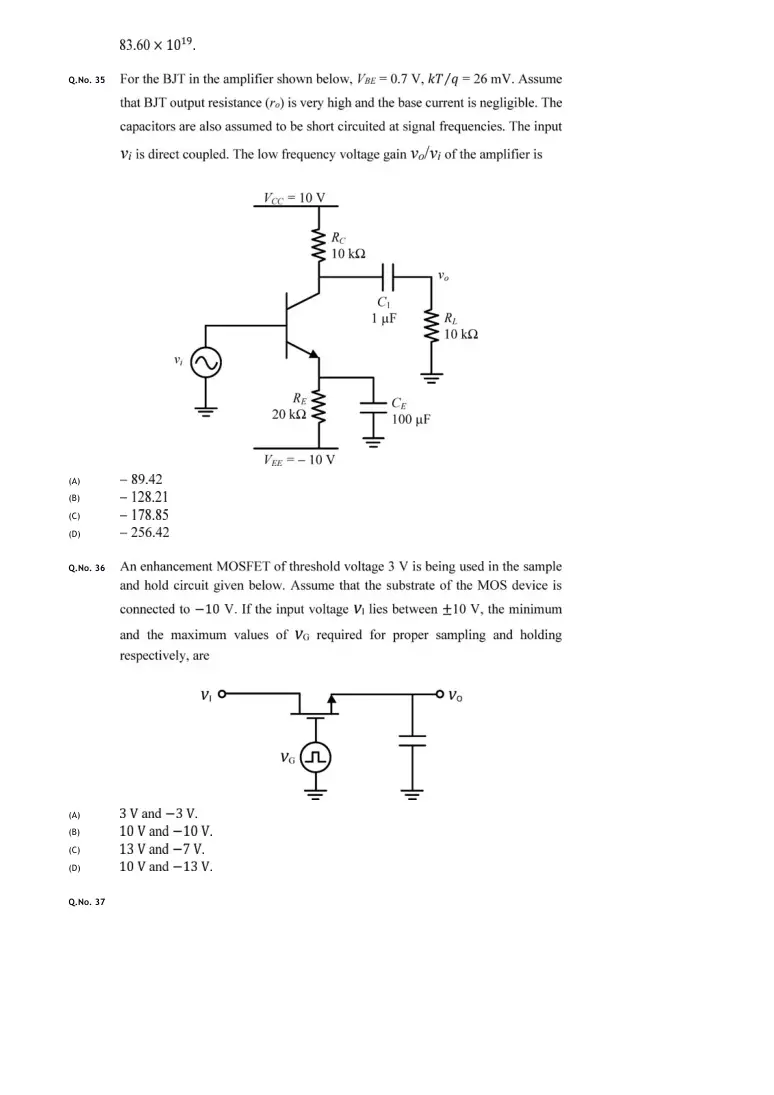 83.60 × 10¹⁹.
Q.No. 35 For the BJT in the amplifier shown below, V_BE = 0.7 V, kT/q = 26 mV. Assume
that BJT output resistance (rₒ) is very high and the base current is negligible. The
capacitors are also assumed to be short circuited at signal frequencies. The input
vᵢ is direct coupled. The low frequency voltage gain vₒ/vᵢ of the amplifier is
V_CC = 10 V
R_C
10 kΩ
vₒ
C₁
1 μF
R_L
10 kΩ
vᵢ
R_E
20 kΩ
C_E
100 μF
V_EE = – 10 V
(A) – 89.42
(B) – 128.21
(C) – 178.85
(D) – 256.42
Q.No. 36 An enhancement MOSFET of threshold voltage 3 V is being used in the sample
and hold circuit given below. Assume that the substrate of the MOS device is
connected to −10 V. If the input voltage v_I lies between ±10 V, the minimum
and the maximum values of v_G required for proper sampling and holding
respectively, are
v_I
v_O
v_G
(A) 3 V and −3 V.
(B) 10 V and −10 V.
(C) 13 V and −7 V.
(D) 10 V and −13 V.
Q.No. 37